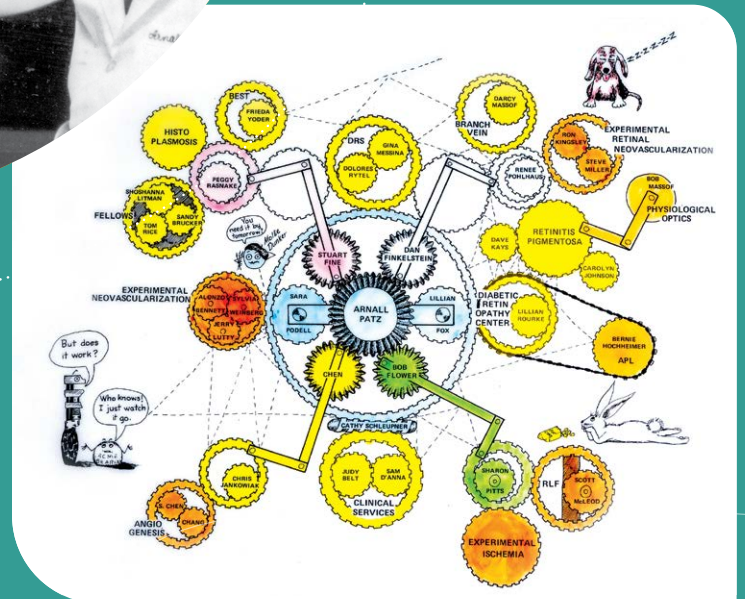 BEST
FRIEDA
YODER
HISTO
PLASMOSIS
DRS
GINA
MESSINA
DOLORES
RYTEL
DARCY
MASSOF
BRANCH
VEIN
Z-Z-Z-Z-Z-Z
RON
KINGSLEY
STEVE
MILLER
EXPERIMENTAL
RETINAL
NEOVASCULARIZATION
PEGGY
RASNAKE
RENEE
POHLHAUS
BOB
MASSOF
PHYSIOLOGICAL
OPTICS
SHOSHANNA
LITMAN
FELLOWS
TOM
RICE
SANDY
BRUCKER
You
need it by
tomorrow?
STUART
FINE
DAN
FINKELSTEIN
DAVE
KAYS
RETINITIS
PIGMENTOSA
CAROLYN
JOHNSON
EXPERIMENTAL
NEOVASCULARIZATION
ALONZO
BENNETT
SYLVIA
WEINBERG
JERRY
LUTTY
SARA
PODELL
ARNALL
PATZ
LILLIAN
FOX
DIABETIC
RETIN
OPATHY
CENTER
LILLIAN
ROURKE
BERNIE
HOCHHEIMER
APL
But does
it work?
Who knows!
I just watch
it go.
CHEN
BOB
FLOWER
CATHY SCHLEUPNER
CHRIS
JANKOWIAK
JUDY
BELT
SAM
D'ANNA
CLINICAL
SERVICES
SHARON
PITTS
RLF
SCOTT
McLEOD
S. CHEN
CHANG
ANGIO
GENESIS
EXPERIMENTAL
ISCHEMIA